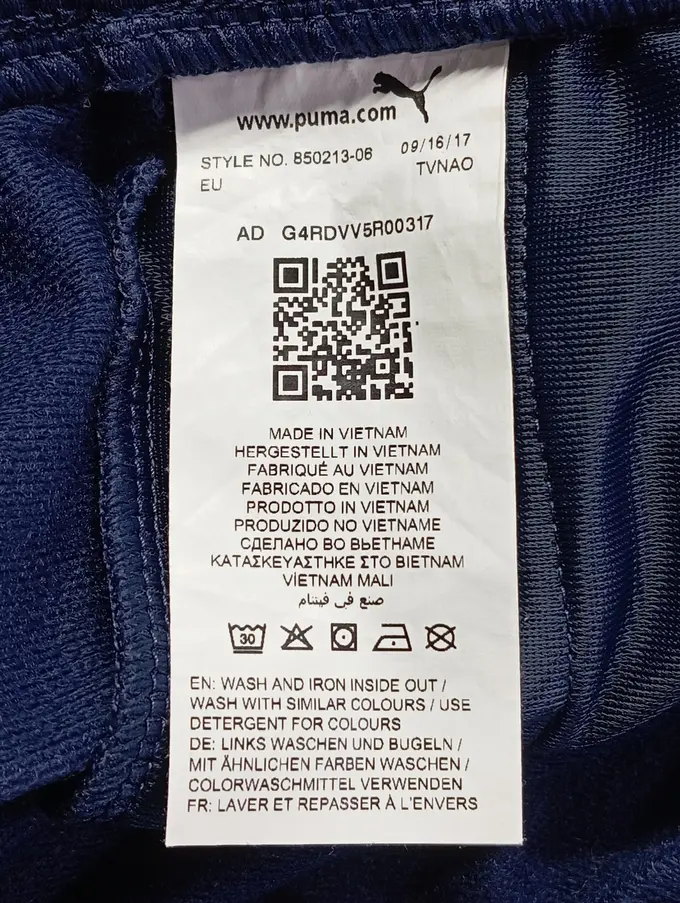 www.puma.com
STYLE NO. 850213-06 09/16/17
EU TVNAO
AD G4RDVV5R00317
MADE IN VIETNAM
HERGESTELLT IN VIETNAM
FABRIQUÉ AU VIETNAM
FABRICADO EN VIETNAM
PRODOTTO IN VIETNAM
PRODUZIDO NO VIETNAME
СДЕЛАНО ВО ВЬЕТНАМЕ
ΚΑΤΑΣΚΕΥΑΣΤΗΚΕ ΣΤΟ ΒΙΕΤΝΑΜ
VİETNAM MALI
صنع في فيتنام
30
EN: WASH AND IRON INSIDE OUT /
WASH WITH SIMILAR COLOURS / USE
DETERGENT FOR COLOURS
DE: LINKS WASCHEN UND BUGELN /
MIT ÄHNLICHEN FARBEN WASCHEN /
COLORWASCHMITTEL VERWENDEN
FR: LAVER ET REPASSER À L'ENVERS